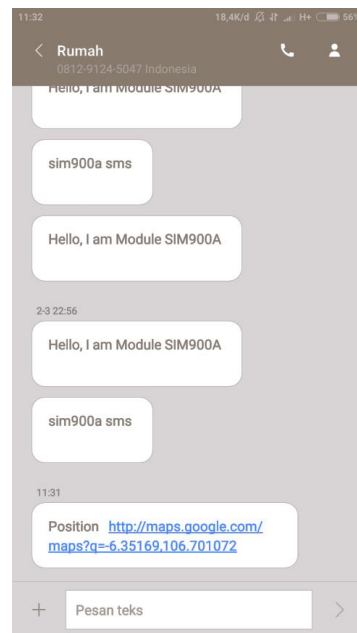 11:32
18,4K/d
H+
56%
Rumah
0812-9124-5047 Indonesia
Hello, I am Module SIM900A
sim900a sms
Hello, I am Module SIM900A
2-3 22:56
Hello, I am Module SIM900A
sim900a sms
11:31
Position http://maps.google.com/
maps?q=-6.35169,106.701072
Pesan teks